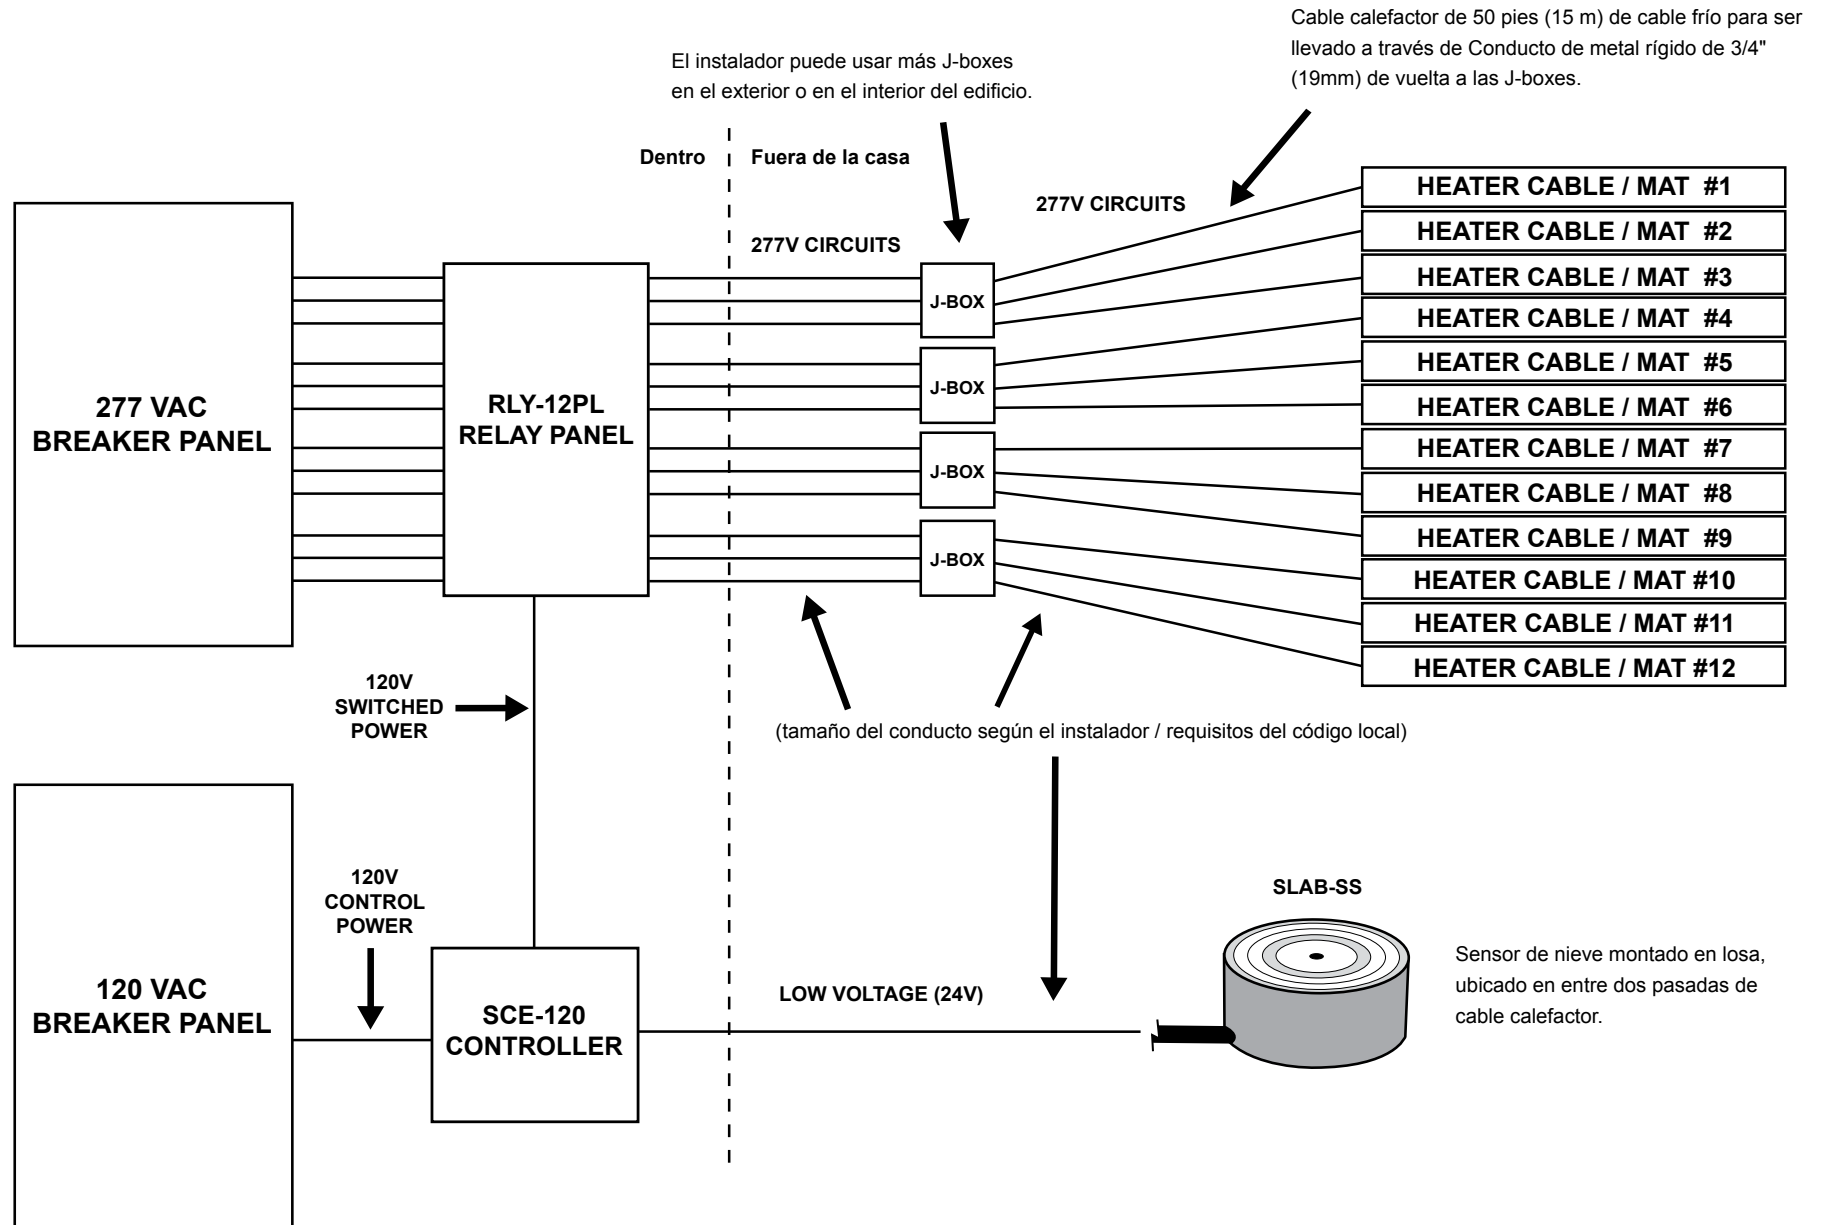 Cable calefactor de 50 pies (15 m) de cable frío para ser
llevado a través de Conducto de metal rígido de 3/4"
(19mm) de vuelta a las J-boxes.
El instalador puede usar más J-boxes
en el exterior o en el interior del edificio.
Dentro
Fuera de la casa
277V CIRCUITS
277V CIRCUITS
277 VAC
BREAKER PANEL
RLY-12PL
RELAY PANEL
J-BOX
J-BOX
J-BOX
J-BOX
HEATER CABLE / MAT #1
HEATER CABLE / MAT #2
HEATER CABLE / MAT #3
HEATER CABLE / MAT #4
HEATER CABLE / MAT #5
HEATER CABLE / MAT #6
HEATER CABLE / MAT #7
HEATER CABLE / MAT #8
HEATER CABLE / MAT #9
HEATER CABLE / MAT #10
HEATER CABLE / MAT #11
HEATER CABLE / MAT #12
120V
SWITCHED
POWER
(tamaño del conducto según el instalador / requisitos del código local)
120V
CONTROL
POWER
120 VAC
BREAKER PANEL
SCE-120
CONTROLLER
LOW VOLTAGE (24V)
SLAB-SS
Sensor de nieve montado en losa,
ubicado en entre dos pasadas de
cable calefactor.